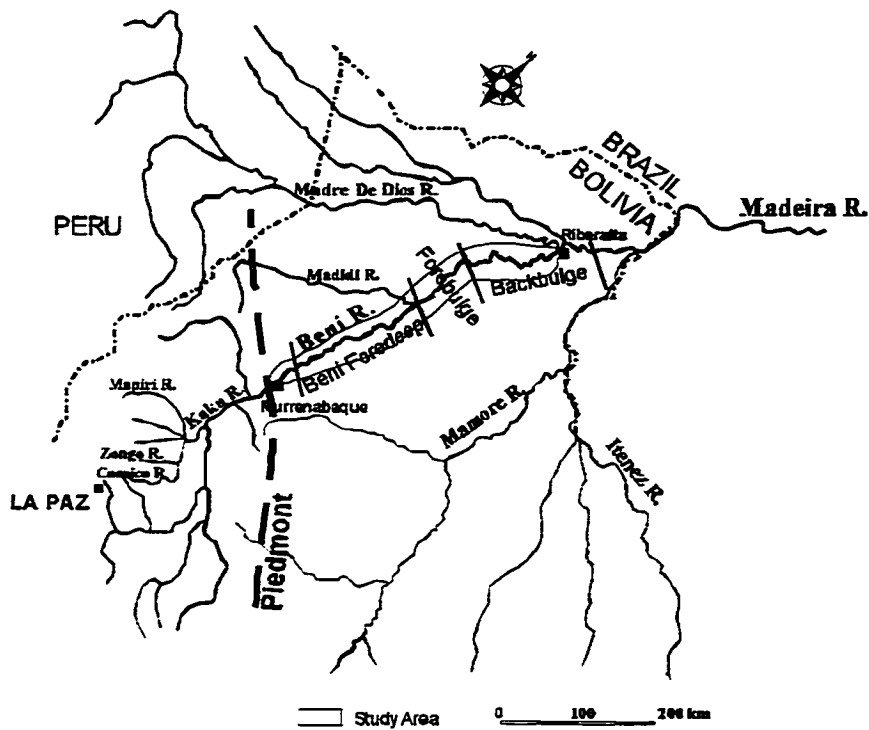 N
BRAZIL
BOLIVIA
Madre De Dios R.
Madeira R.
PERU
Riberalta
Madidi R.
Forebulge
Backbulge
Beni R.
Beni Foredeep
Mapiri R.
Kaka R.
Rurrenabaque
Mamore R.
Zongo R.
Coroico R.
Itenez R.
LA PAZ
Piedmont
Study Area
0 100 200 km